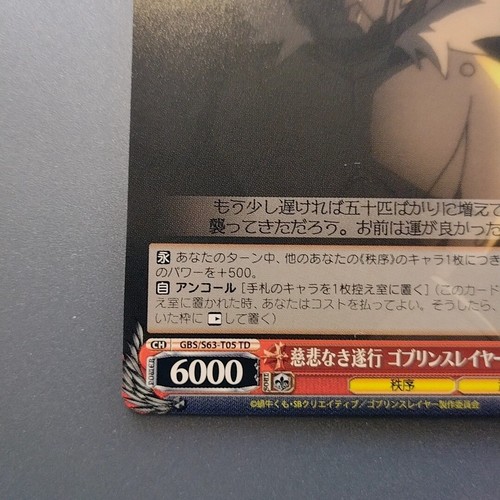 もう少し遅ければ五十匹ばかりに増えて
襲ってきただろう。お前は運が良かった
永 あなたのターン中、他のあなたの《秩序》のキャラ1枚につき
のパワーを+500。
自 アンコール [手札のキャラを1枚控え室に置く] (このカード
え室に置かれた時、あなたはコストを払ってよい。そうしたら、
いた枠に してて置く)
CH GBS/S63-T05 TD
POWER 6000 SOUL
慈悲なき遂行 ゴブリンスレイヤー
秩序
©蝸牛くも・SBクリエイティブ/ゴブリンスレイヤー製作委員会